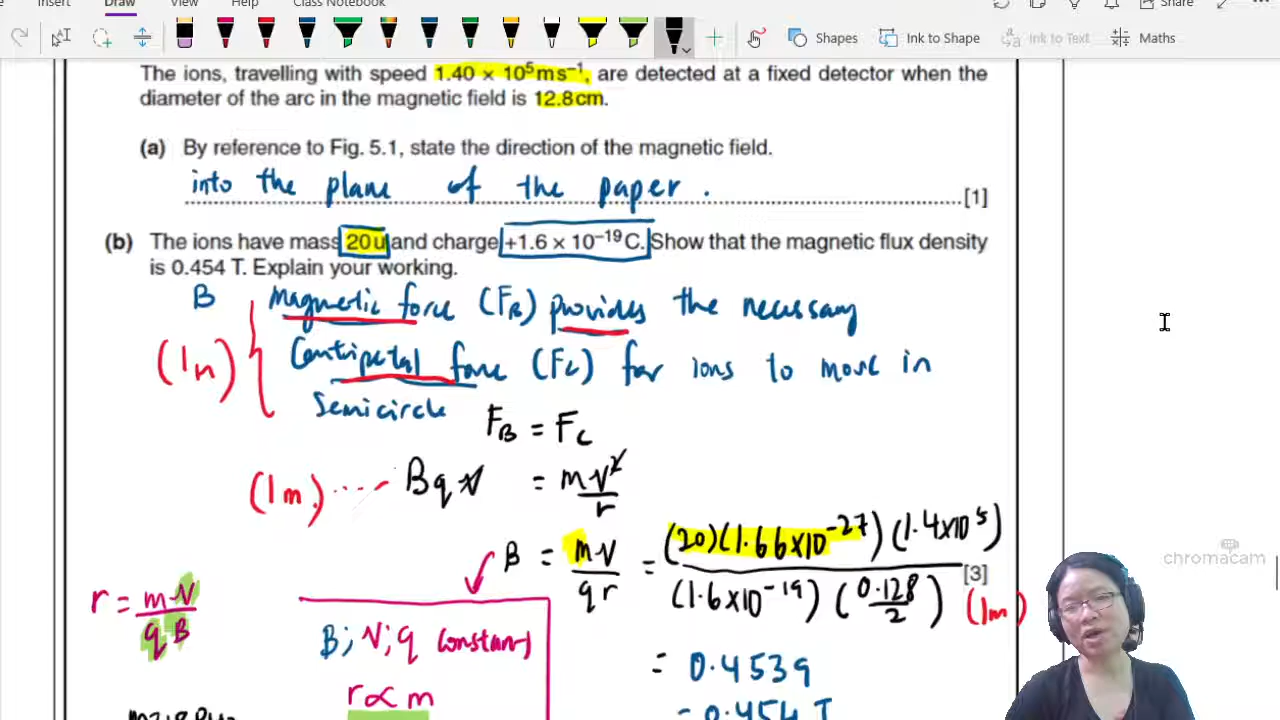 Insert Draw View Help Class Notebook Share
Shapes Ink to Shape Ink to Text Maths
The ions, travelling with speed 1.40 × 10⁵ m s⁻¹, are detected at a fixed detector when the
diameter of the arc in the magnetic field is 12.8 cm.
(a) By reference to Fig. 5.1, state the direction of the magnetic field.
into the plane of the paper.
[1]
(b) The ions have mass 20 u and charge +1.6 × 10⁻¹⁹ C. Show that the magnetic flux density
is 0.454 T. Explain your working.
B Magnetic force (F_B) provides the necessary
(1m) Centripetal force (F_C) for ions to move in
semicircle
F_B = F_C
(1m) ···· Bqv = mv²/r
B = mv/qr = (20)(1.66×10⁻²⁷)(1.4×10⁵)/(1.6×10⁻¹⁹)(0.128/2)
[3]
(1m)
r = mv/qB
B; v; q constant
= 0.4539
r ∝ m
= 0.454 T
chromacam